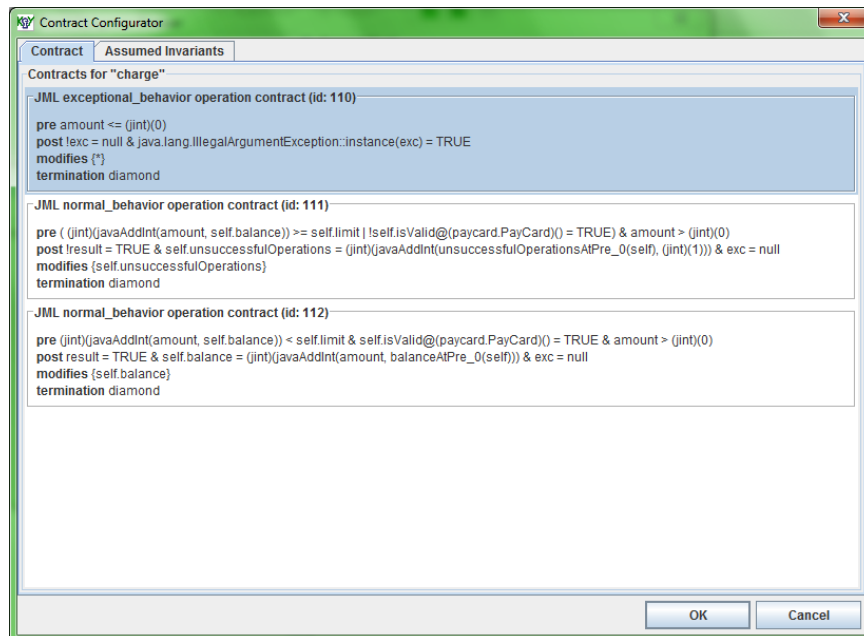 KeY Contract Configurator
x
Contract
Assumed Invariants
Contracts for "charge"
JML exceptional_behavior operation contract (id: 110)
pre amount <= (jint)(0)
post !exc = null & java.lang.IllegalArgumentException::instance(exc) = TRUE
modifies {*}
termination diamond
JML normal_behavior operation contract (id: 111)
pre ( (jint)(javaAddInt(amount, self.balance)) >= self.limit | !self.isValid@(paycard.PayCard)() = TRUE) & amount > (jint)(0)
post !result = TRUE & self.unsuccessfulOperations = (jint)(javaAddInt(unsuccessfulOperationsAtPre_0(self), (jint)(1))) & exc = null
modifies {self.unsuccessfulOperations}
termination diamond
JML normal_behavior operation contract (id: 112)
pre (jint)(javaAddInt(amount, self.balance)) < self.limit & self.isValid@(paycard.PayCard)() = TRUE & amount > (jint)(0)
post result = TRUE & self.balance = (jint)(javaAddInt(amount, balanceAtPre_0(self))) & exc = null
modifies {self.balance}
termination diamond
OK
Cancel